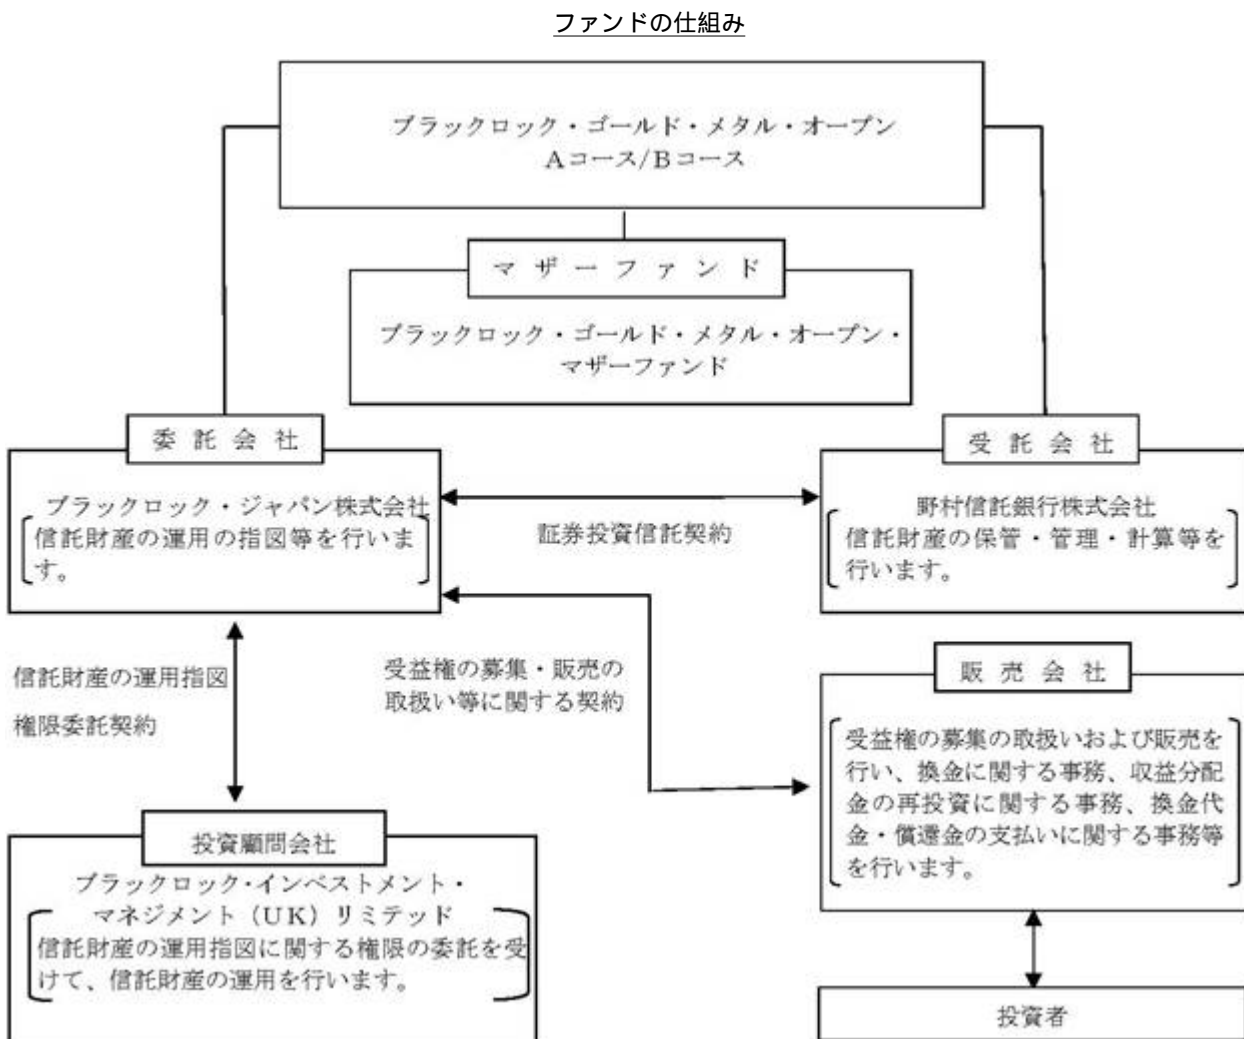 ファンドの仕組み
ブラックロック・ゴールド・メタル・オープン
Aコース/Bコース
マザーファンド
ブラックロック・ゴールド・メタル・オープン・
マザーファンド
委託会社
ブラックロック・ジャパン株式会社
信託財産の運用の指図等を行いま
す。
証券投資信託契約
受託会社
野村信託銀行株式会社
信託財産の保管・管理・計算等を
行います。
信託財産の運用指図
権限委託契約
受益権の募集・販売の
取扱い等に関する契約
販売会社
受益権の募集の取扱いおよび販売を
行い、換金に関する事務、収益分配
金の再投資に関する事務、換金代
金・償還金の支払いに関する事務等
を行います。
投資顧問会社
ブラックロック・インベストメント・
マネジメント（UK）リミテッド
信託財産の運用指図に関する権限の委託を受
けて、信託財産の運用を行います。
投資者